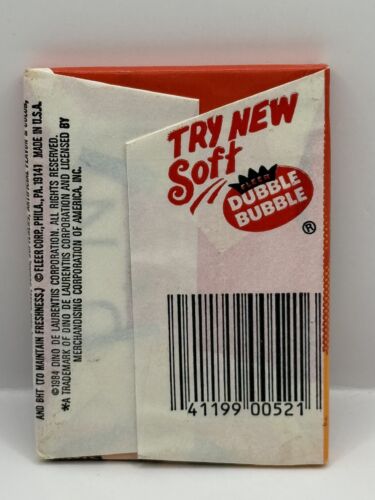 TRY NEW
Soft
FLEER
DUBBLE
BUBBLE
®
41199 00521
AND BHT (TO MAINTAIN FRESHNESS.) © FLEER CORP., PHILA., PA. 19141 MADE IN U.S.A.
©1984 DINO DE LAURENTIIS CORPORATION. ALL RIGHTS RESERVED.
*A TRADEMARK OF DINO DE LAURENTIIS CORPORATION AND LICENSED BY
MERCHANDISING CORPORATION OF AMERICA, INC.